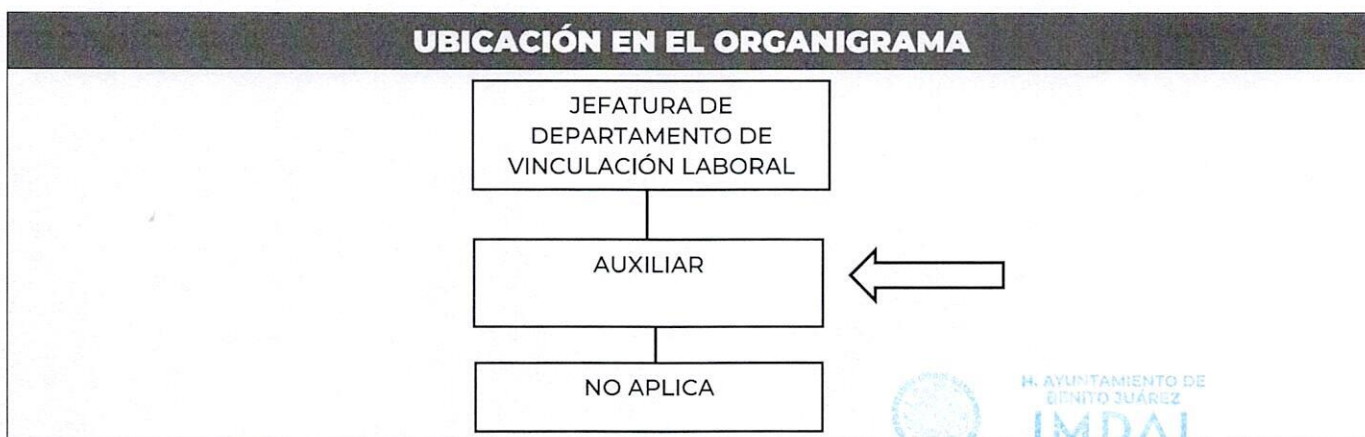 UBICACIÓN EN EL ORGANIGRAMA
JEFATURA DE
DEPARTAMENTO DE
VINCULACIÓN LABORAL
AUXILIAR
NO APLICA
H. AYUNTAMIENTO DE
BENITO JUÁREZ